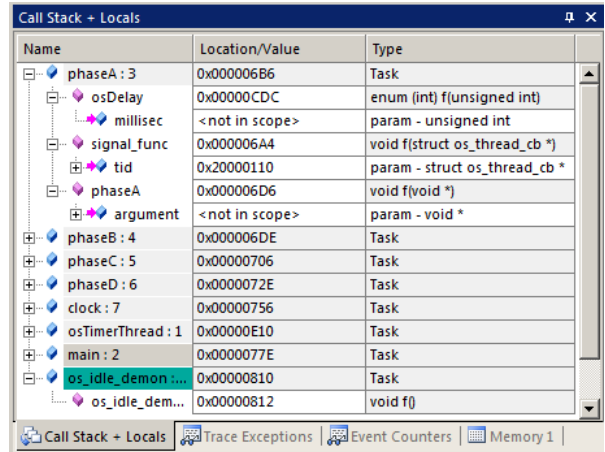 Call Stack + Locals
Name Location/Value Type
phaseA : 3 0x000006B6 Task
osDelay 0x00000CDC enum (int) f(unsigned int)
millisec <not in scope> param - unsigned int
signal_func 0x000006A4 void f(struct os_thread_cb *)
tid 0x20000110 param - struct os_thread_cb *
phaseA 0x000006D6 void f(void *)
argument <not in scope> param - void *
phaseB : 4 0x000006DE Task
phaseC : 5 0x00000706 Task
phaseD : 6 0x0000072E Task
clock : 7 0x00000756 Task
osTimerThread : 1 0x00000E10 Task
main : 2 0x0000077E Task
os_idle_demon :... 0x00000810 Task
os_idle_dem... 0x00000812 void f()
Call Stack + Locals Trace Exceptions Event Counters Memory 1